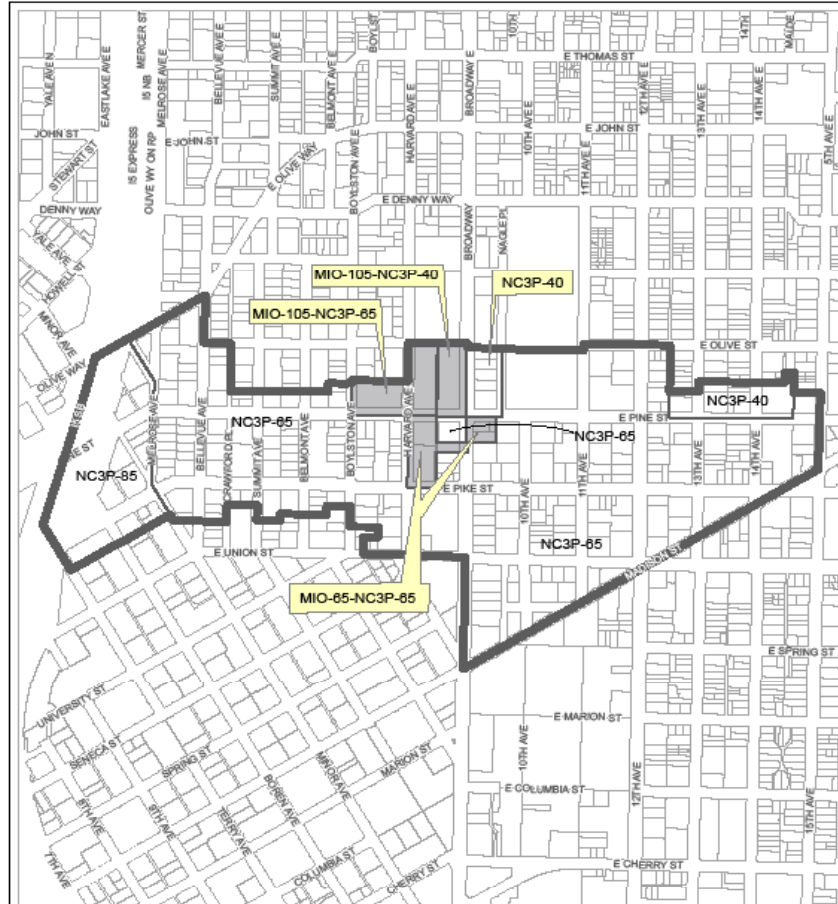 YALE AVE N
EASTLAKE AVE E
I5 NB
MERCER ST
MELROSE AVE E
BELLEVUE AVE E
SUMMIT AVE E
BELMONT AVE E
HARVARD AVE E
BROADWAY E
10TH AVE
14TH
E THOMAS ST
JOHN ST
STEWART ST
I5 EXPRESS
OLIVE WY ON RP
E JOHN ST
E OLIVE WAY
BOYLSTON AVE E
10TH AVE E
11TH AVE E
12TH AVE E
13TH AVE E
14TH AVE E
E JOHN ST
DENNY WAY
E DENNY WAY
YALE AVE
HOWELL ST
MINOR AVE
BROADWAY
NAGLE PL
MIO-105-NC3P-40
NC3P-40
MIO-105-NC3P-65
OLIVE WAY
E OLIVE ST
NC3P-65
NC3P-40
E PINE ST
MELROSE AVE
BELLEVUE AVE
CRAWFORD PL
SUMMIT AVE
BELMONT AVE
BOYLSTON AVE
HARVARD AVE
NC3P-65
NC3P-85
11TH AVE
13TH AVE
14TH AVE
E PIKE ST
10TH AVE
NC3P-65
E UNION ST
MADISON ST
MIO-65-NC3P-65
E SPRING ST
UNIVERSITY ST
SENECA ST
SPRING ST
MARION ST
MINOR AVE
BOREN AVE
TERRY AVE
9TH AVE
8TH AVE
7TH AVE
E MARION ST
10TH AVE
E COLUMBIA ST
12TH AVE
15TH AVE
COLUMBIA ST
CHERRY ST
E CHERRY ST